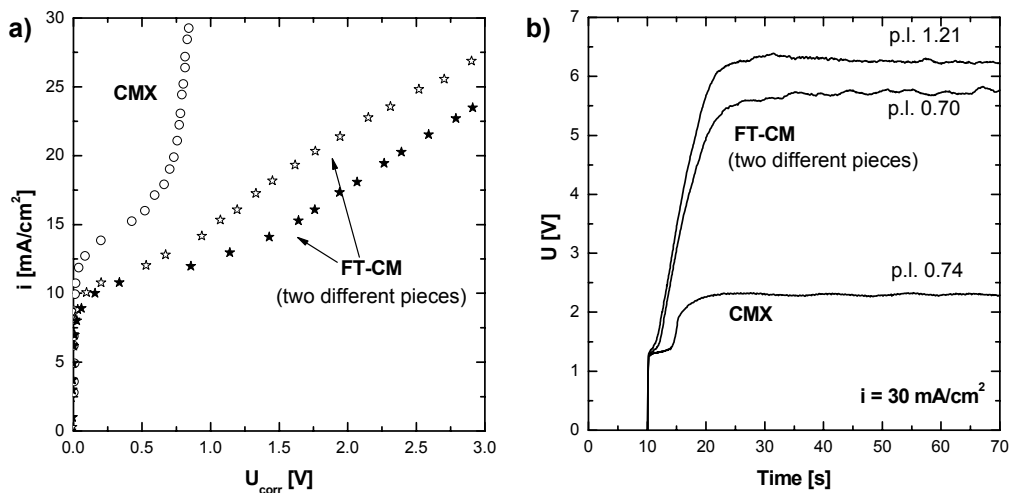 a)
30
25
20
15
10
5
0
i [mA/cm²]
CMX
FT-CM
(two different pieces)
0.0 0.5 1.0 1.5 2.0 2.5 3.0
U_corr [V]
b)
7
6
5
4
3
2
1
0
U [V]
p.l. 1.21
p.l. 0.70
FT-CM
(two different pieces)
p.l. 0.74
CMX
i = 30 mA/cm²
0 10 20 30 40 50 60 70
Time [s]